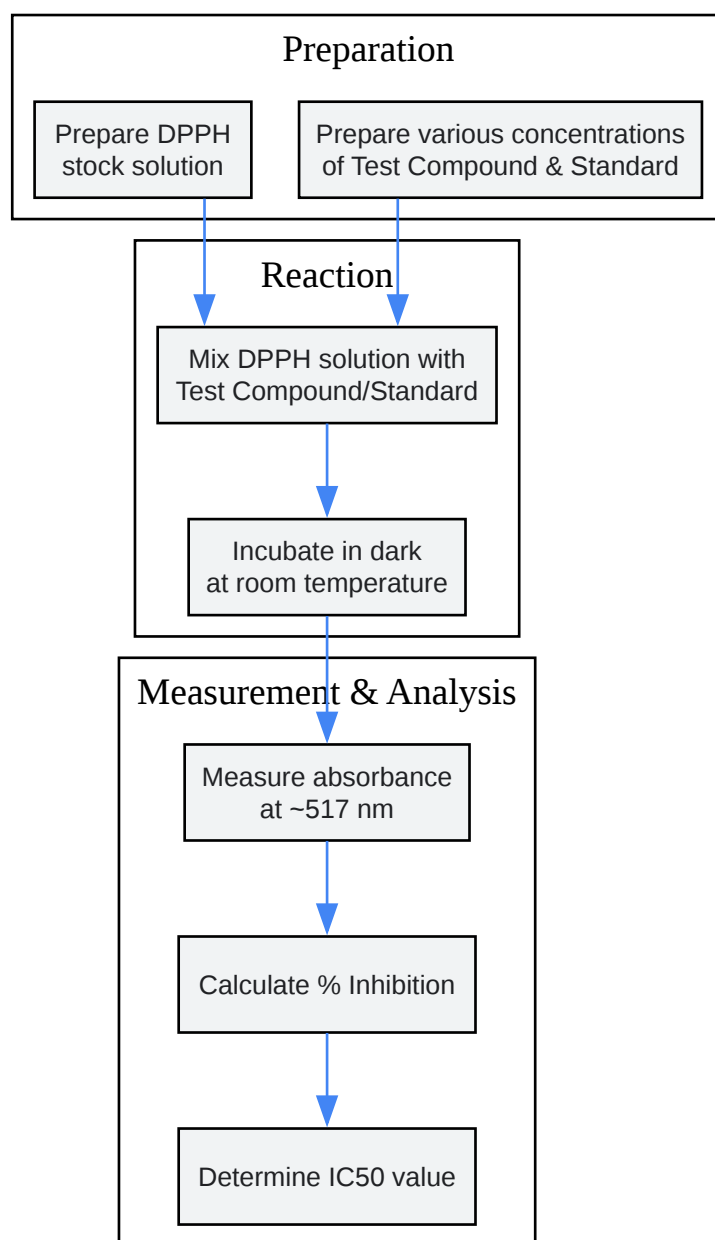 Preparation
Prepare DPPH
stock solution
Prepare various concentrations
of Test Compound & Standard
Reaction
Mix DPPH solution with
Test Compound/Standard
Incubate in dark
at room temperature
Measurement & Analysis
Measure absorbance
at ~517 nm
Calculate % Inhibition
Determine IC50 value